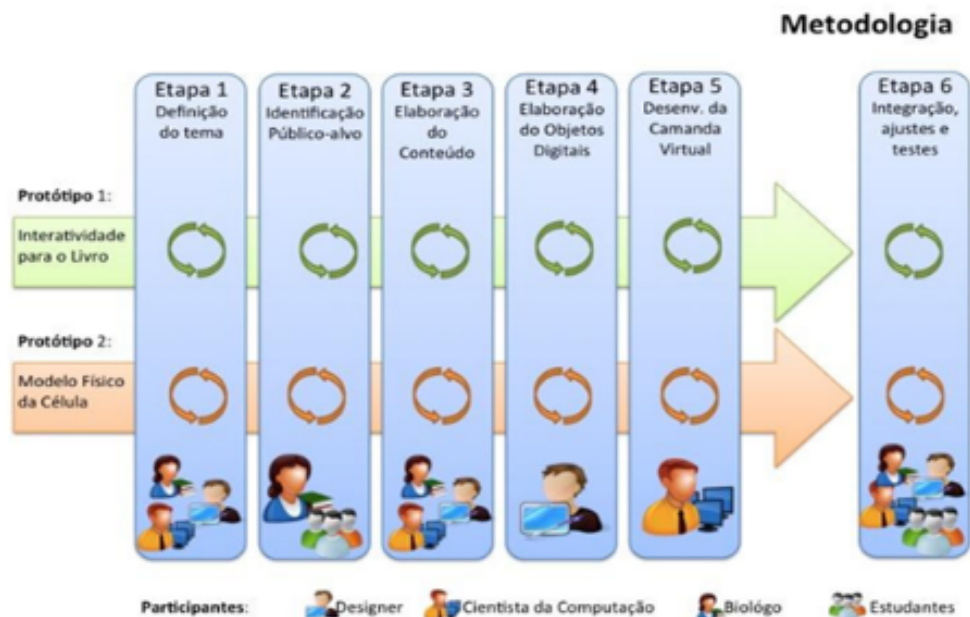 Metodologia
Etapa 1
Definição
do tema
Etapa 2
Identificação
Público-alvo
Etapa 3
Elaboração
do
Conteúdo
Etapa 4
Elaboração
do Objetos
Digitais
Etapa 5
Desenv. da
Camanda
Virtual
Etapa 6
Integração,
ajustes e
testes
Protótipo 1:
Interatividade
para o Livro
Protótipo 2:
Modelo Físico
da Célula
Participantes: Designer Cientista da Computação Biológo Estudantes